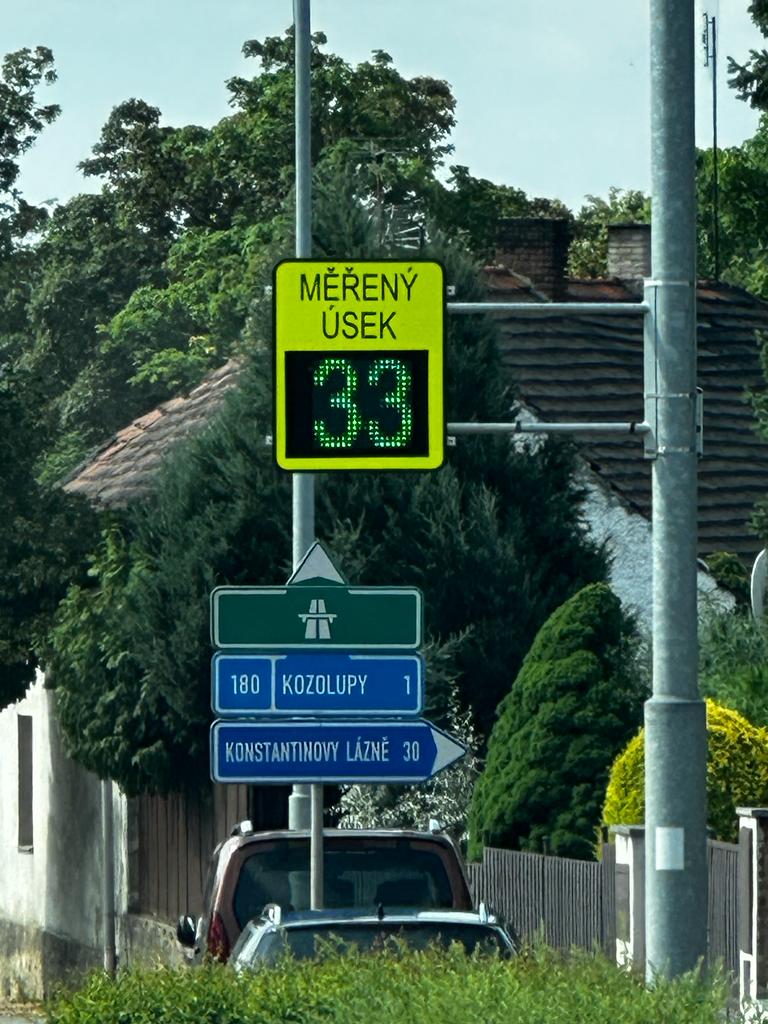 MĚŘENÝ
ÚSEK
33
180 KOZOLUPY 1
KONSTANTINOVY LÁZNĚ 30